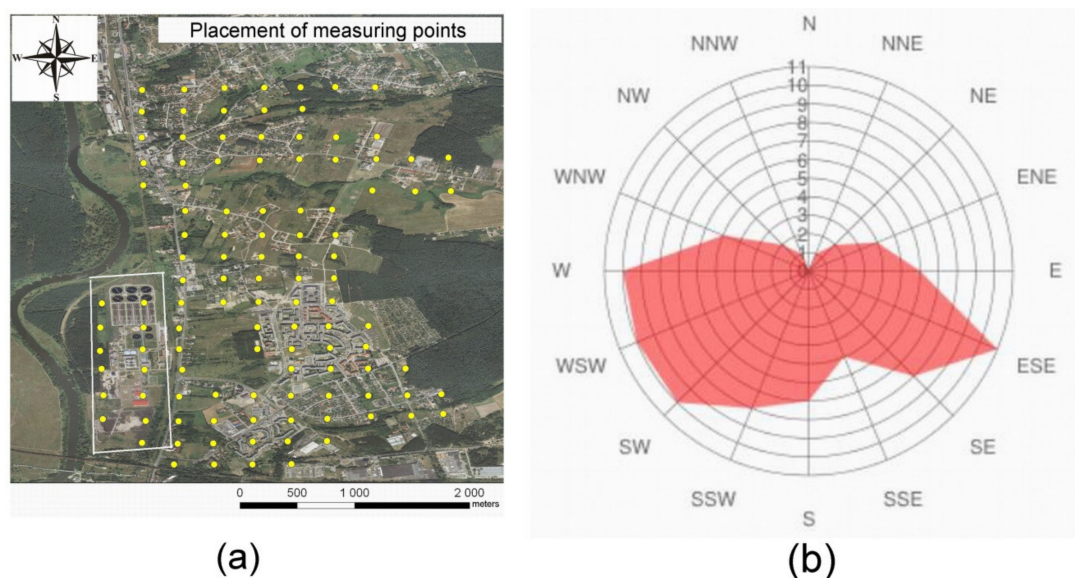 Placement of measuring points
N
W E
S
0 500 1 000 2 000
meters
(a)
N
NNW NNE
NW NE
WNW ENE
W E
WSW ESE
SW SE
SSW SSE
S
11
10
9
8
7
6
5
4
3
2
1
0
(b)